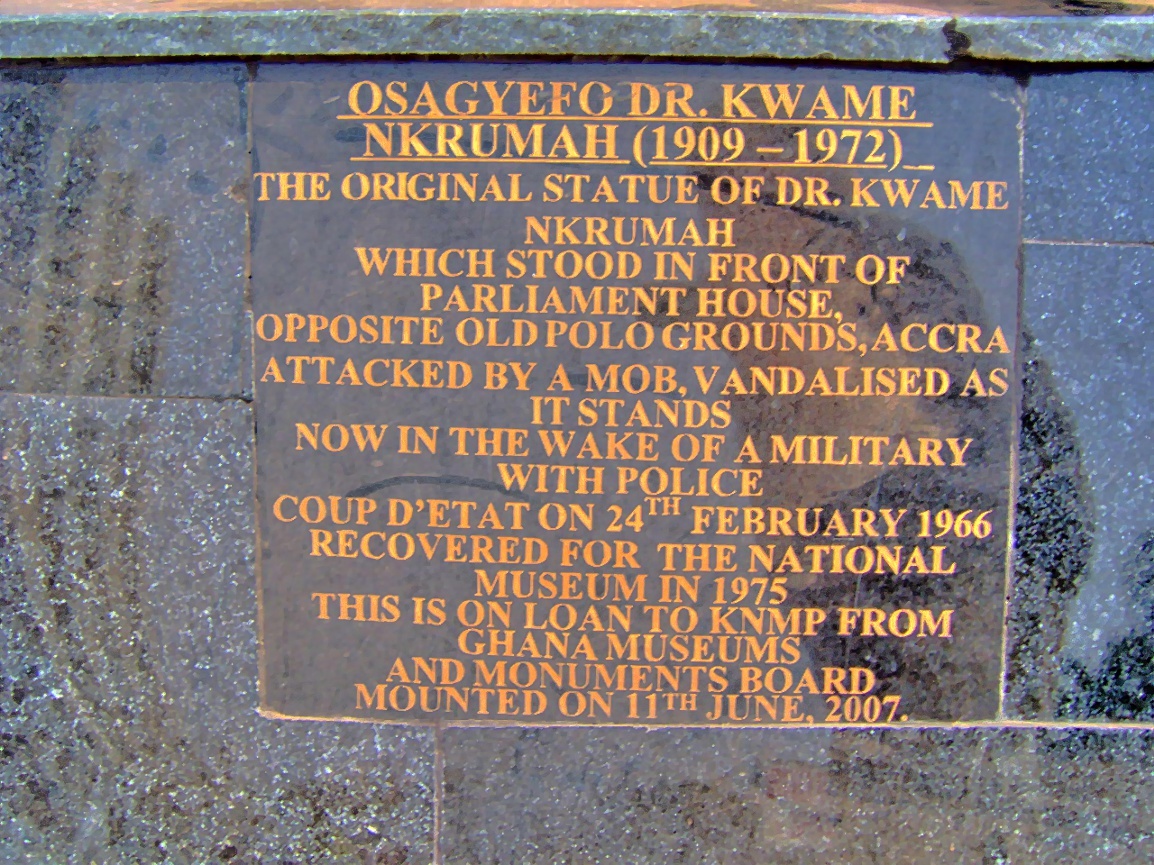 OSAGYEFO DR. KWAME
NKRUMAH (1909 – 1972)
THE ORIGINAL STATUE OF DR. KWAME
NKRUMAH
WHICH STOOD IN FRONT OF
PARLIAMENT HOUSE,
OPPOSITE OLD POLO GROUNDS, ACCRA
ATTACKED BY A MOB, VANDALISED AS
IT STANDS
NOW IN THE WAKE OF A MILITARY
WITH POLICE
COUP D'ETAT ON 24TH FEBRUARY 1966
RECOVERED FOR THE NATIONAL
MUSEUM IN 1975
THIS IS ON LOAN TO KNMP FROM
GHANA MUSEUMS
AND MONUMENTS BOARD
MOUNTED ON 11TH JUNE, 2007.